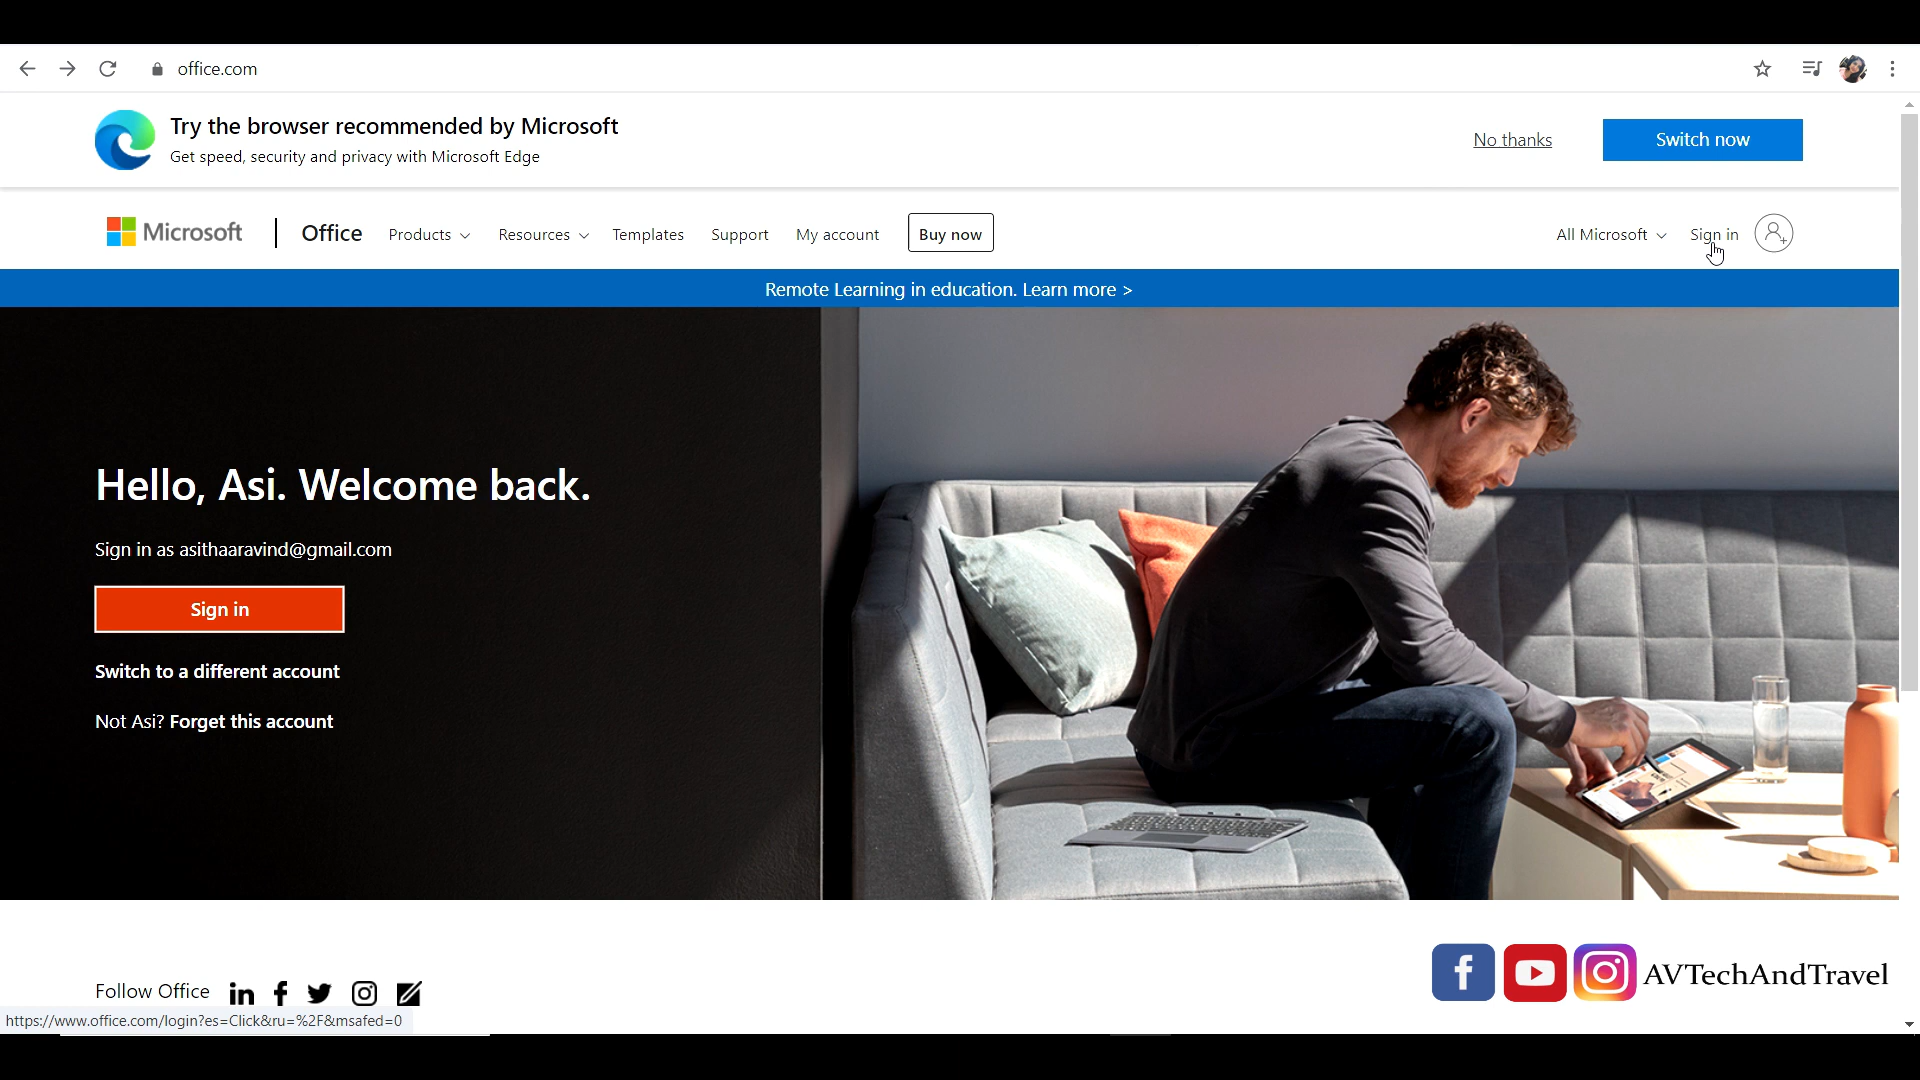 office.com
Try the browser recommended by Microsoft
Get speed, security and privacy with Microsoft Edge
No thanks
Switch now
Microsoft
Office
Products
Resources
Templates
Support
My account
Buy now
All Microsoft
Sign in
Remote Learning in education. Learn more >
Hello, Asi. Welcome back.
Sign in as asithaaravind@gmail.com
Sign in
Switch to a different account
Not Asi? Forget this account
AVTechAndTravel
Follow Office
https://www.office.com/login?es=Click&ru=%2F&msafed=0